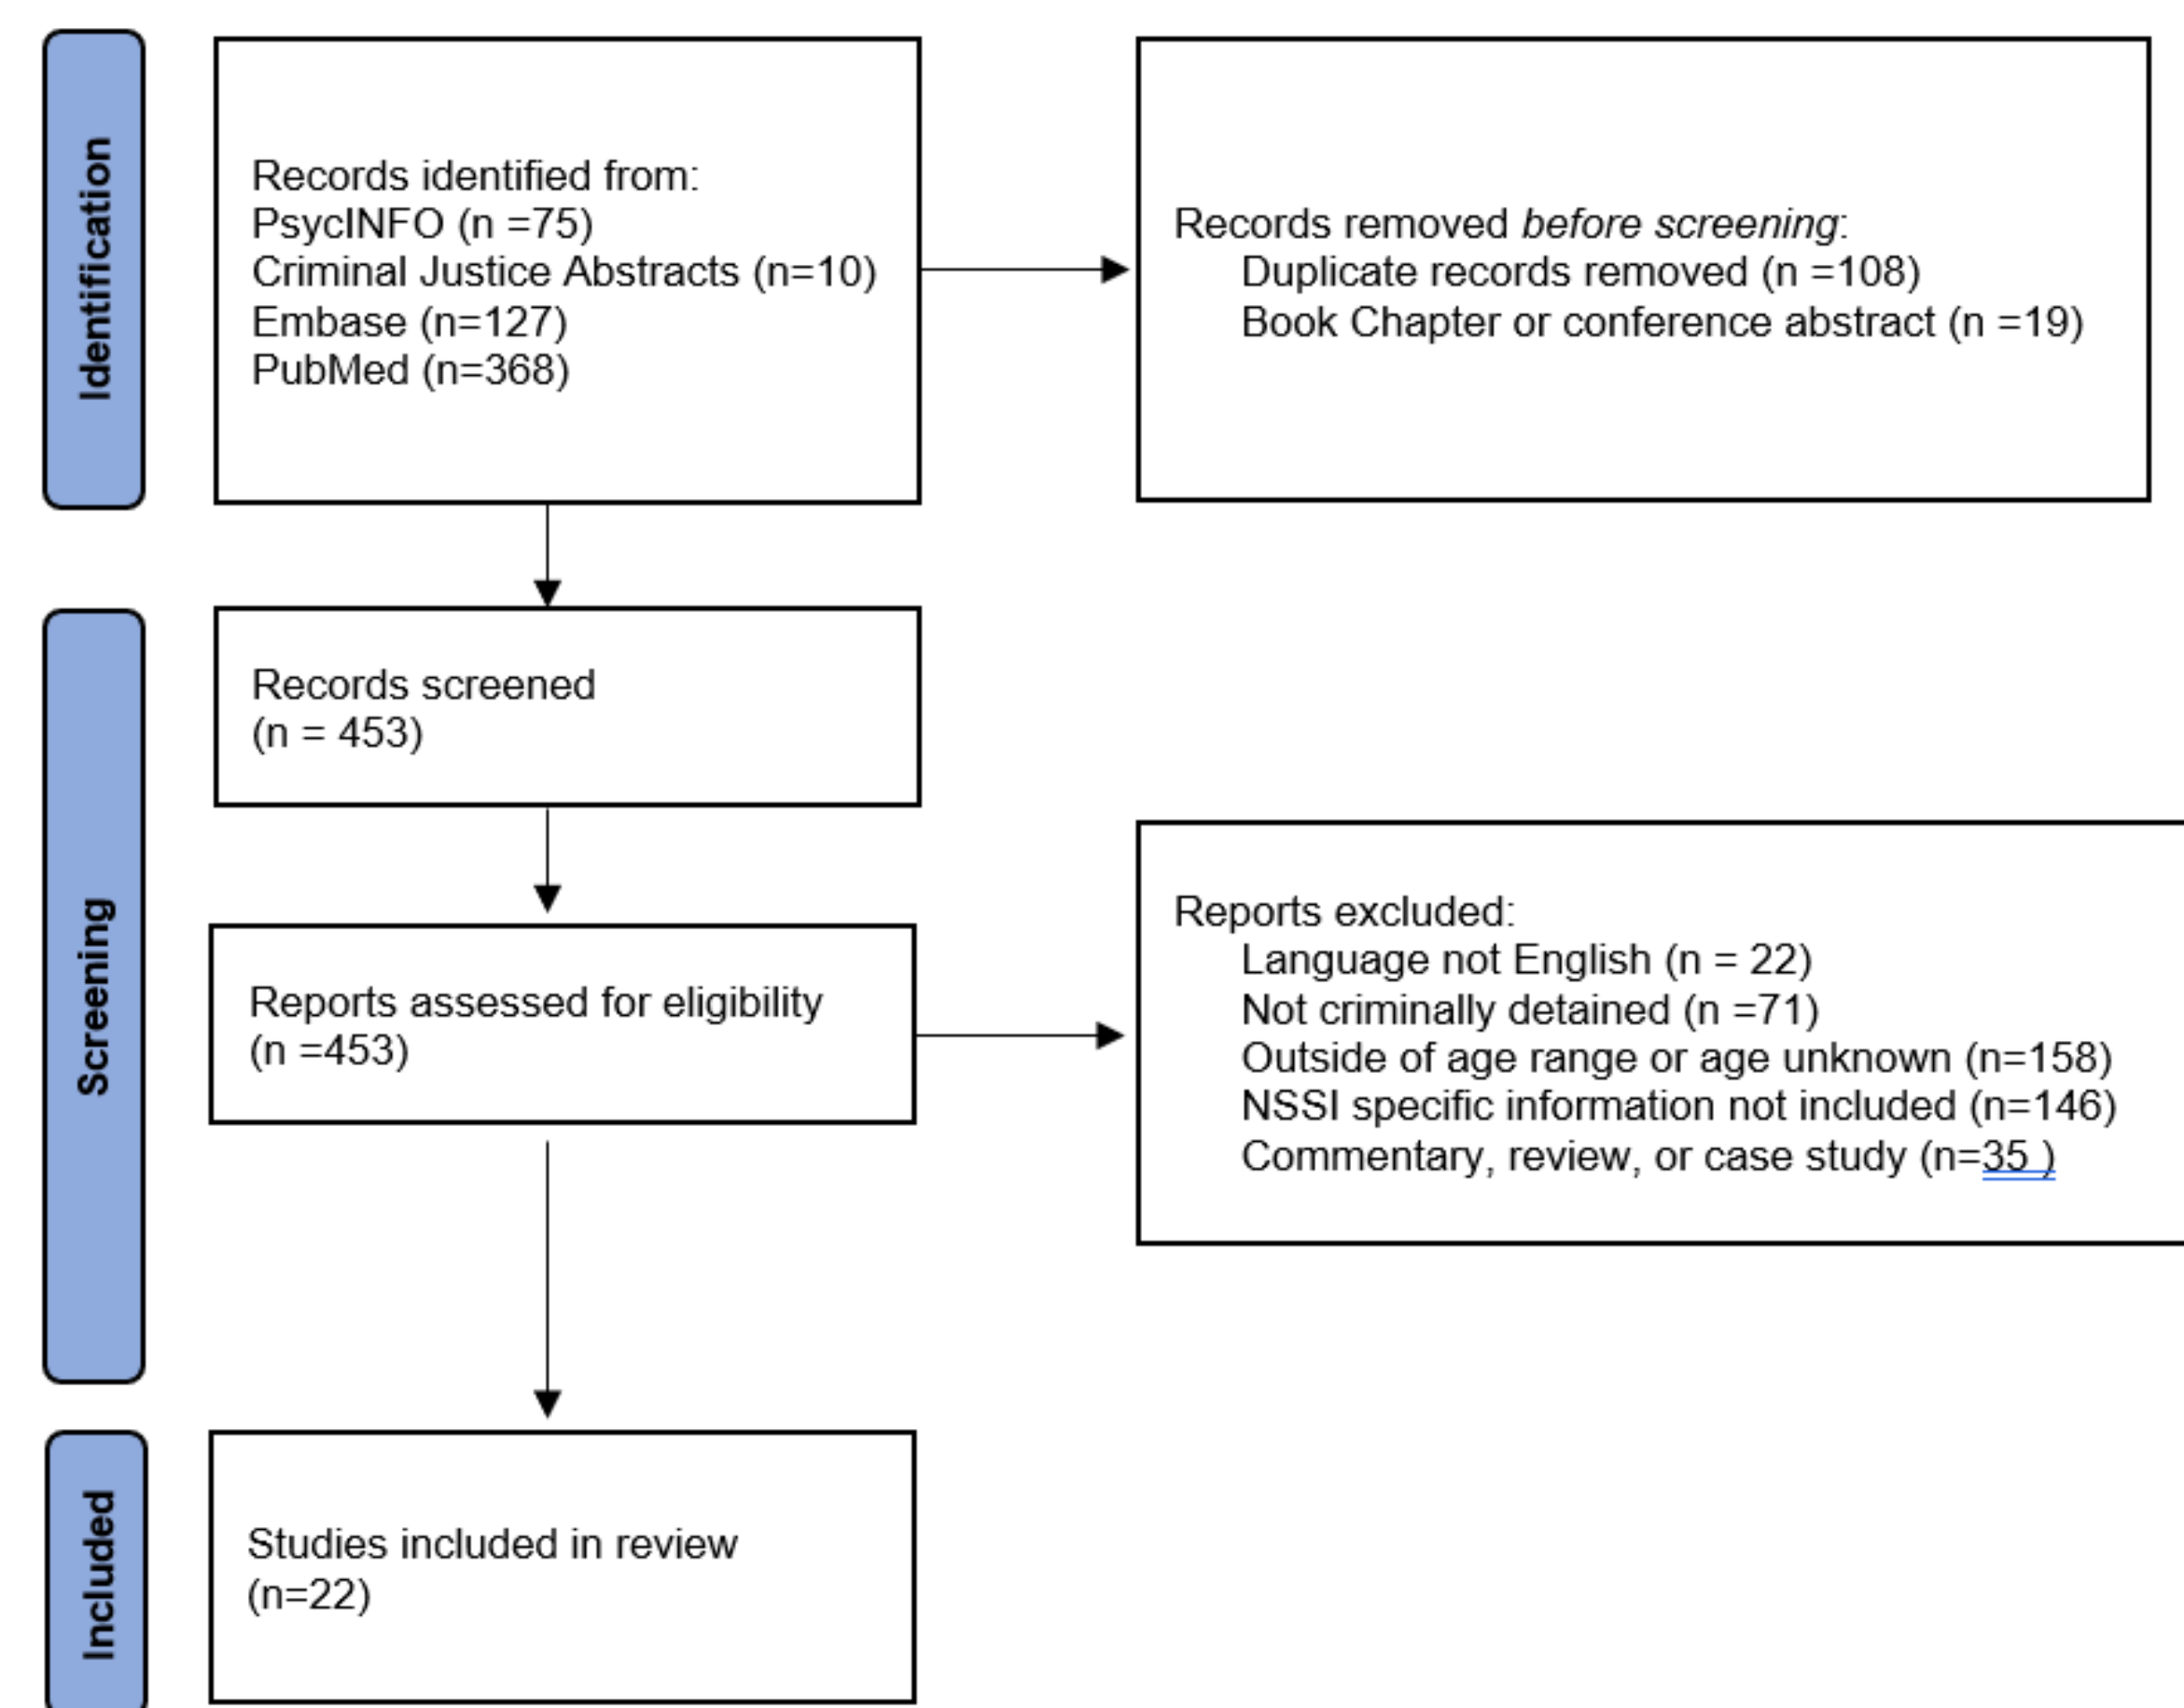 Identification
Records identified from:
PsycINFO (n =75)
Criminal Justice Abstracts (n=10)
Embase (n=127)
PubMed (n=368)
Records removed before screening:
Duplicate records removed (n =108)
Book Chapter or conference abstract (n =19)
Screening
Records screened
(n = 453)
Reports assessed for eligibility
(n =453)
Reports excluded:
Language not English (n = 22)
Not criminally detained (n =71)
Outside of age range or age unknown (n=158)
NSSI specific information not included (n=146)
Commentary, review, or case study (n=35 )
Included
Studies included in review
(n=22)